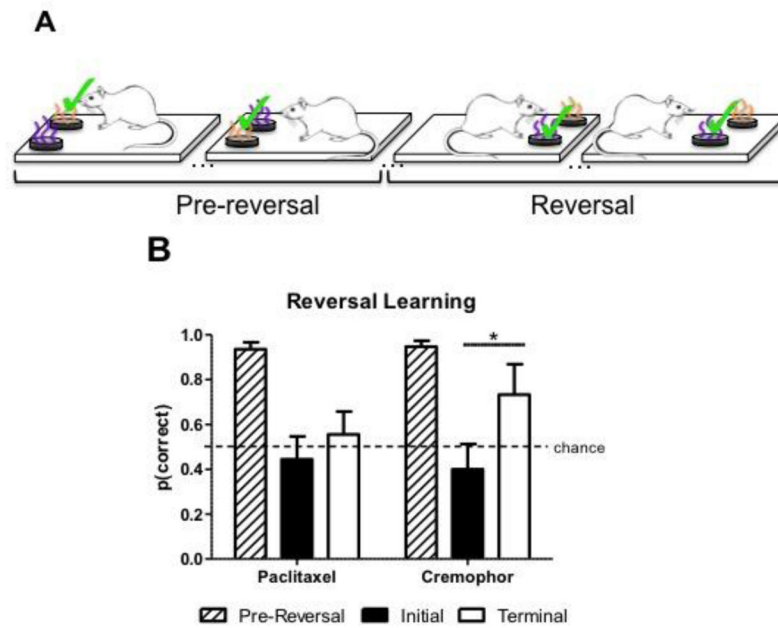 A
... ... ...
Pre-reversal Reversal
B
Reversal Learning
*
1.0
0.8
0.6
0.4
0.2
0.0
p(correct)
chance
Paclitaxel Cremophor
Pre-Reversal Initial Terminal